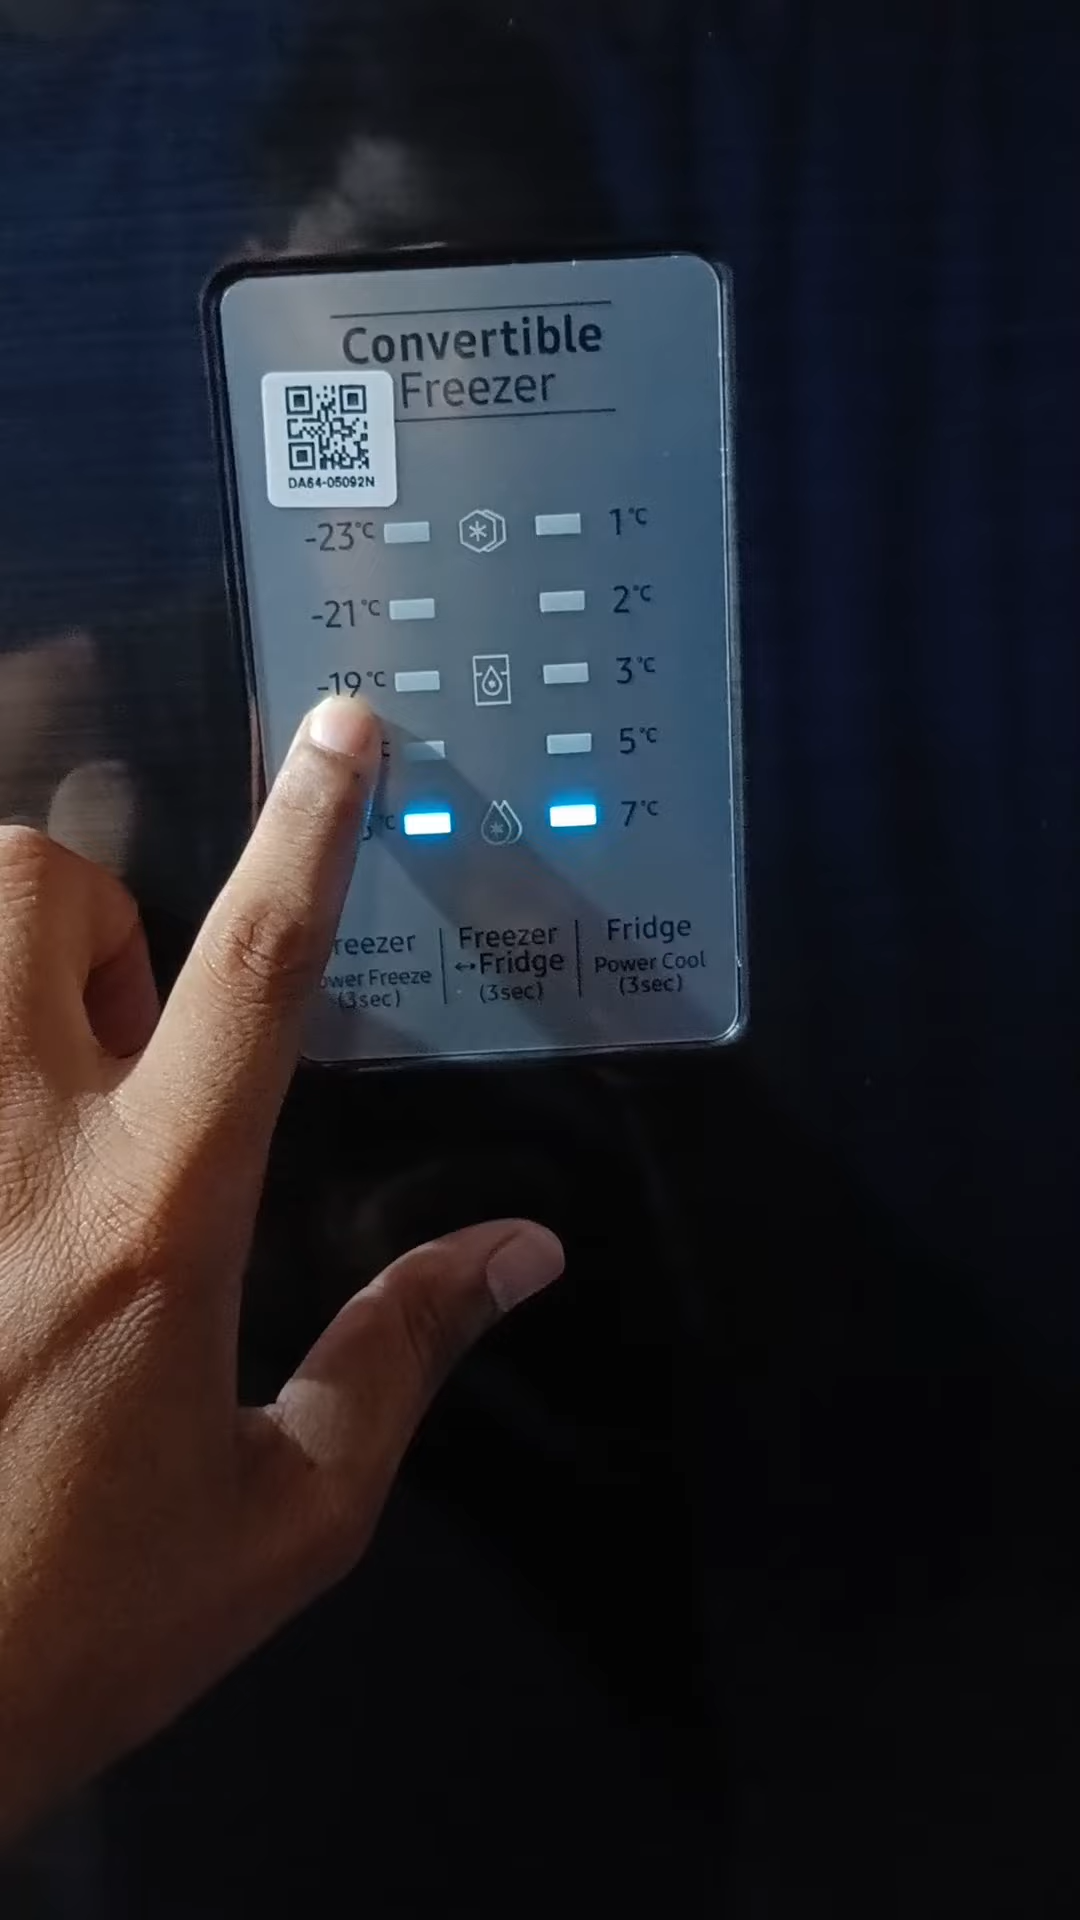 Convertible
Freezer
DA64-05092N
-23°C 1°C
-21°C 2°C
-19°C 3°C
5°C
7°C
Freezer
↔Fridge
(3sec)
Fridge
Power Cool
(3sec)
reezer
wer Freeze
(3sec)